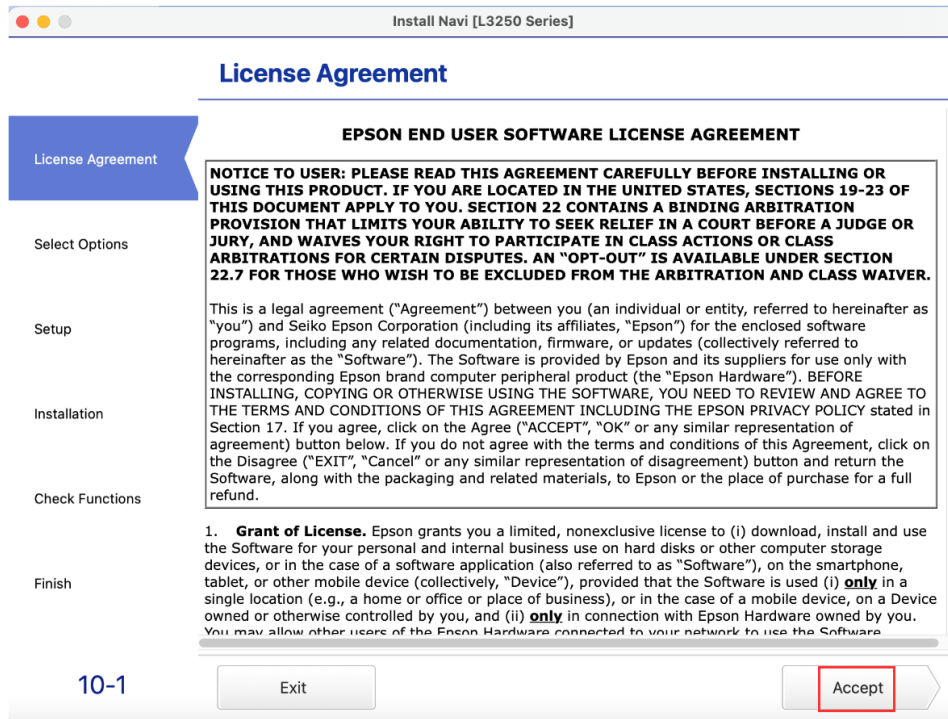 Install Navi [L3250 Series]
License Agreement
License Agreement
Select Options
Setup
Installation
Check Functions
Finish
EPSON END USER SOFTWARE LICENSE AGREEMENT
NOTICE TO USER: PLEASE READ THIS AGREEMENT CAREFULLY BEFORE INSTALLING OR
USING THIS PRODUCT. IF YOU ARE LOCATED IN THE UNITED STATES, SECTIONS 19-23 OF
THIS DOCUMENT APPLY TO YOU. SECTION 22 CONTAINS A BINDING ARBITRATION
PROVISION THAT LIMITS YOUR ABILITY TO SEEK RELIEF IN A COURT BEFORE A JUDGE OR
JURY, AND WAIVES YOUR RIGHT TO PARTICIPATE IN CLASS ACTIONS OR CLASS
ARBITRATIONS FOR CERTAIN DISPUTES. AN “OPT-OUT” IS AVAILABLE UNDER SECTION
22.7 FOR THOSE WHO WISH TO BE EXCLUDED FROM THE ARBITRATION AND CLASS WAIVER.
This is a legal agreement (“Agreement”) between you (an individual or entity, referred to hereinafter as
“you”) and Seiko Epson Corporation (including its affiliates, “Epson”) for the enclosed software
programs, including any related documentation, firmware, or updates (collectively referred to
hereinafter as the “Software”). The Software is provided by Epson and its suppliers for use only with
the corresponding Epson brand computer peripheral product (the “Epson Hardware”). BEFORE
INSTALLING, COPYING OR OTHERWISE USING THE SOFTWARE, YOU NEED TO REVIEW AND AGREE TO
THE TERMS AND CONDITIONS OF THIS AGREEMENT INCLUDING THE EPSON PRIVACY POLICY stated in
Section 17. If you agree, click on the Agree (“ACCEPT”, “OK” or any similar representation of
agreement) button below. If you do not agree with the terms and conditions of this Agreement, click on
the Disagree (“EXIT”, “Cancel” or any similar representation of disagreement) button and return the
Software, along with the packaging and related materials, to Epson or the place of purchase for a full
refund.
1. Grant of License. Epson grants you a limited, nonexclusive license to (i) download, install and use
the Software for your personal and internal business use on hard disks or other computer storage
devices, or in the case of a software application (also referred to as “Software”), on the smartphone,
tablet, or other mobile device (collectively, “Device”), provided that the Software is used (i) only in a
single location (e.g., a home or office or place of business), or in the case of a mobile device, on a Device
owned or otherwise controlled by you, and (ii) only in connection with Epson Hardware owned by you.
You may allow other users of the Epson Hardware connected to your network to use the Software
10-1
Exit
Accept